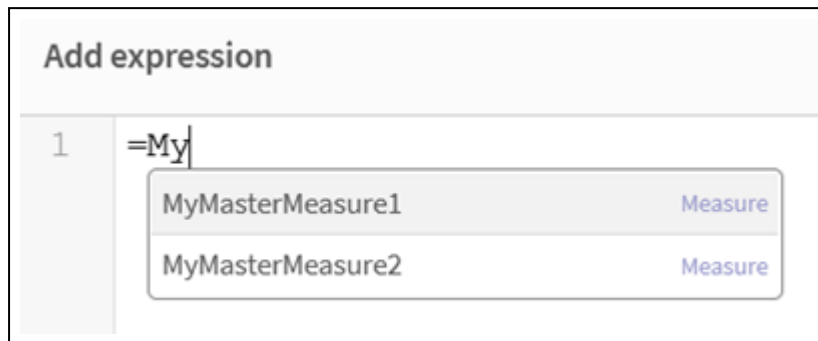 Add expression
1 =My
MyMasterMeasure1 Measure
MyMasterMeasure2 Measure